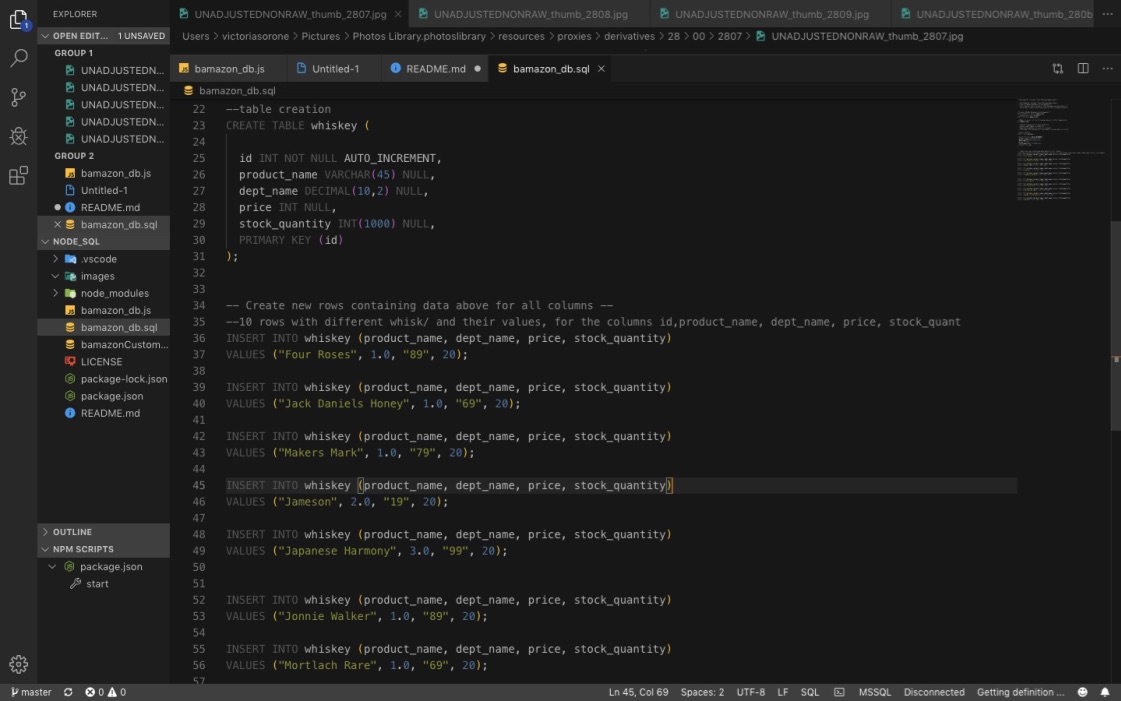 EXPLORER
UNADJUSTEDNONRAW_thumb_2807.jpg
UNADJUSTEDNONRAW_thumb_2808.jpg
UNADJUSTEDNONRAW_thumb_2809.jpg
UNADJUSTEDNONRAW_thumb_280b
1
OPEN EDIT... 1 UNSAVED
Users > victoriasorone > Pictures > Photos Library.photoslibrary > resources > proxies > derivatives > 28 > 00 > 2807 > UNADJUSTEDNONRAW_thumb_2807.jpg
GROUP 1
UNADJUSTEDN...
UNADJUSTEDN...
UNADJUSTEDN...
UNADJUSTEDN...
UNADJUSTEDN...
GROUP 2
bamazon_db.js
Untitled-1
README.md
bamazon_db.sql
NODE_SQL
.vscode
images
node_modules
bamazon_db.js
bamazon_db.sql
bamazonCustom...
LICENSE
package-lock.json
package.json
README.md
OUTLINE
NPM SCRIPTS
package.json
start
bamazon_db.js
Untitled-1
README.md
bamazon_db.sql
bamazon_db.sql
22 --table creation
23 CREATE TABLE whiskey (
24
25 id INT NOT NULL AUTO_INCREMENT,
26 product_name VARCHAR(45) NULL,
27 dept_name DECIMAL(10,2) NULL,
28 price INT NULL,
29 stock_quantity INT(1000) NULL,
30 PRIMARY KEY (id)
31 );
32
33
34 -- Create new rows containing data above for all columns --
35 --10 rows with different whisk/ and their values, for the columns id,product_name, dept_name, price, stock_quant
36 INSERT INTO whiskey (product_name, dept_name, price, stock_quantity)
37 VALUES ("Four Roses", 1.0, "89", 20);
38
39 INSERT INTO whiskey (product_name, dept_name, price, stock_quantity)
40 VALUES ("Jack Daniels Honey", 1.0, "69", 20);
41
42 INSERT INTO whiskey (product_name, dept_name, price, stock_quantity)
43 VALUES ("Makers Mark", 1.0, "79", 20);
44
45 INSERT INTO whiskey (product_name, dept_name, price, stock_quantity)
46 VALUES ("Jameson", 2.0, "19", 20);
47
48 INSERT INTO whiskey (product_name, dept_name, price, stock_quantity)
49 VALUES ("Japanese Harmony", 3.0, "99", 20);
50
51
52 INSERT INTO whiskey (product_name, dept_name, price, stock_quantity)
53 VALUES ("Jonnie Walker", 1.0, "89", 20);
54
55 INSERT INTO whiskey (product_name, dept_name, price, stock_quantity)
56 VALUES ("Mortlach Rare", 1.0, "69", 20);
57
master 0 0 Ln 45, Col 69 Spaces: 2 UTF-8 LF SQL MSSQL Disconnected Getting definition ...